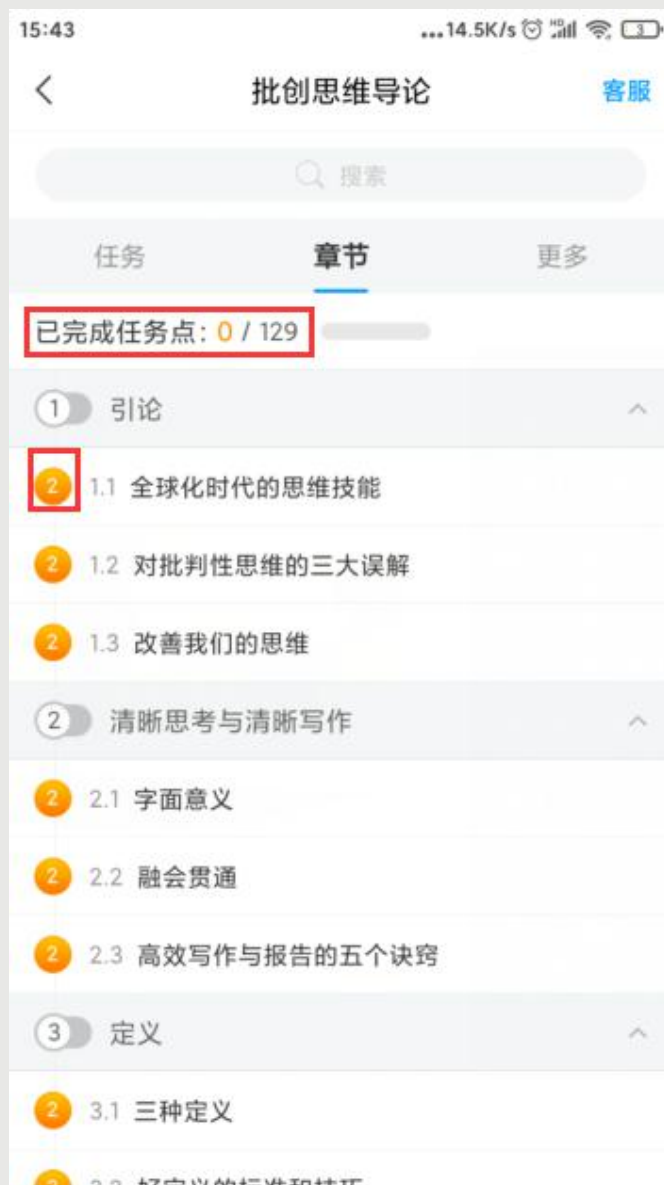 15:43 ...14.5K/s HD 3
批创思维导论 客服
搜索
任务 章节 更多
已完成任务点: 0 / 129
1 引论
2 1.1 全球化时代的思维技能
2 1.2 对批判性思维的三大误解
2 1.3 改善我们的思维
2 清晰思考与清晰写作
2 2.1 字面意义
2 2.2 融会贯通
2 2.3 高效写作与报告的五个诀窍
3 定义
2 3.1 三种定义